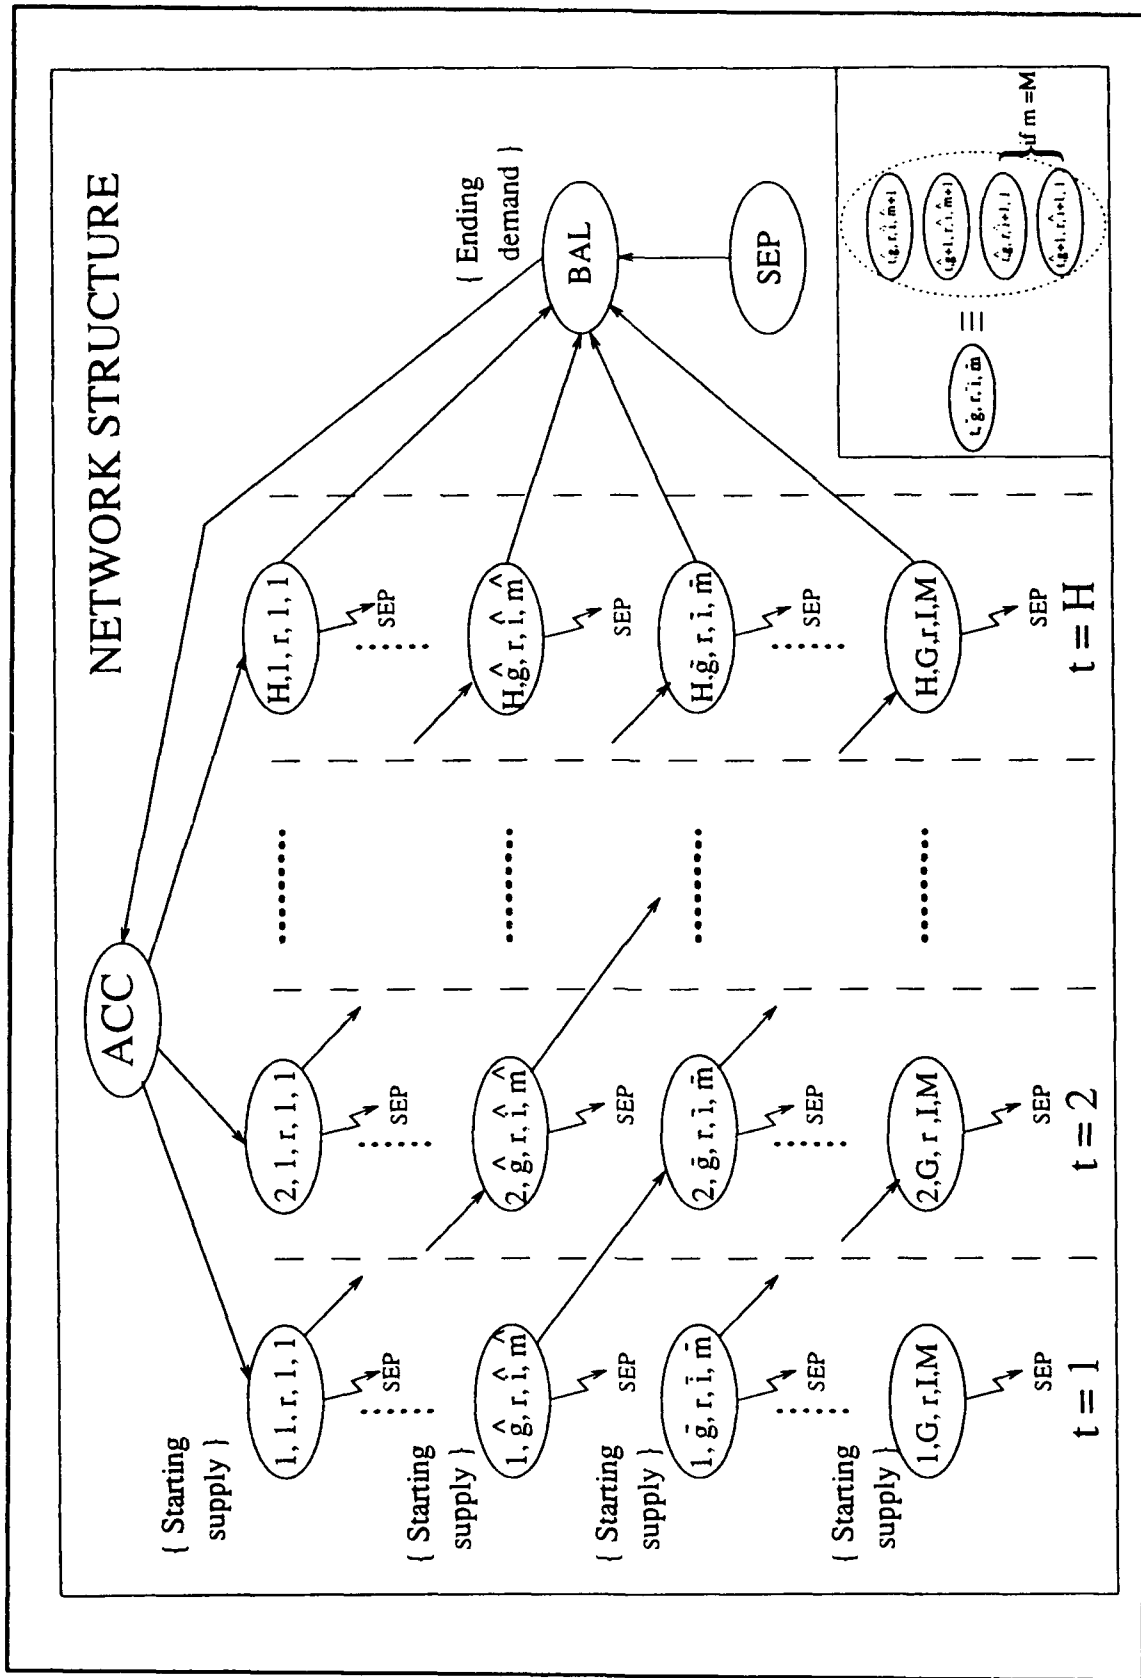 NETWORK STRUCTURE
ACC
{ Starting
supply }
1, 1, r, 1, 1
SEP
2, 1, r, 1, 1
SEP
H,1, r, 1, 1
SEP
{ Ending
demand }
BAL
SEP
{ Starting
supply }
1, ĝ, r, î, m̂
SEP
2, ĝ, r, î, m̂
SEP
H,ĝ, r, î, m̂
SEP
{ Starting
supply }
1, ḡ, r, ī, m̄
SEP
2, ḡ, r, ī, m̄
SEP
H,ḡ, r, ī, m̄
SEP
{ Starting
supply }
1,G, r,I,M
SEP
2,G, r ,I,M
SEP
H,G,r,I,M
SEP
t = 1
t = 2
t = H
≡
if m =M